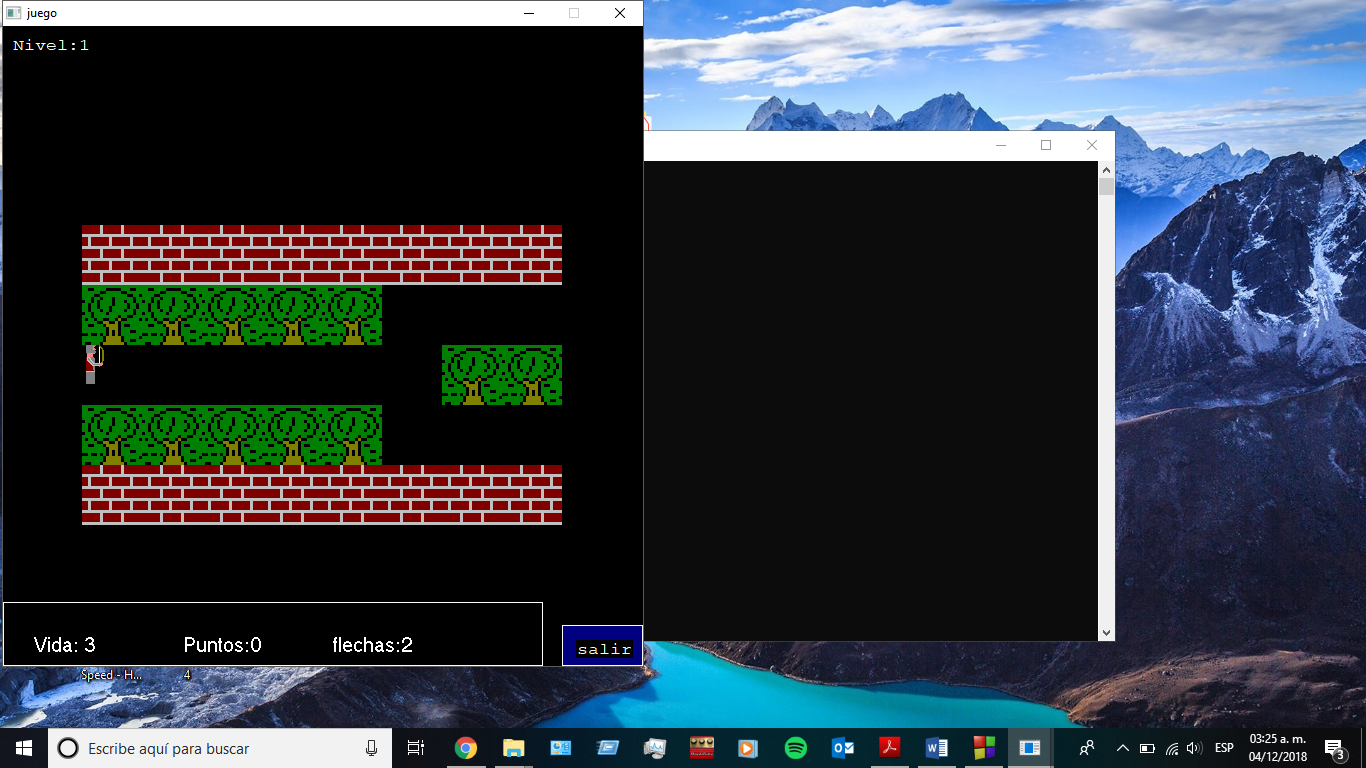 juego
Nivel:1
Vida: 3 Puntos:0 flechas:2
salir
Speed - H... 4
Escribe aquí para buscar
ESP
03:25 a. m.
04/12/2018
3